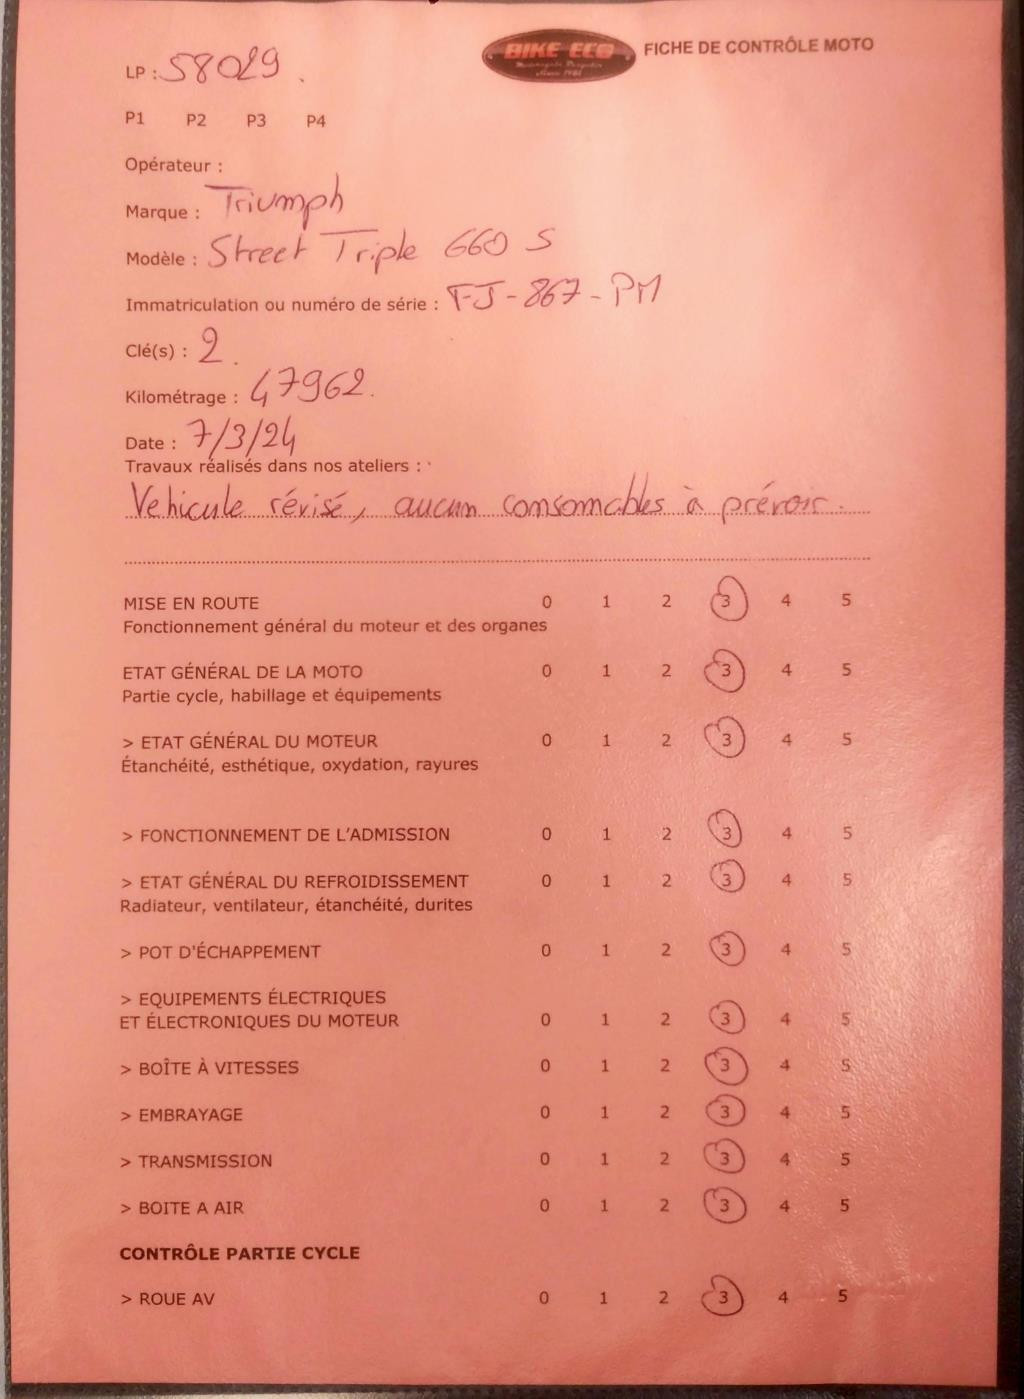 BIKE ECO
Since 1981
FICHE DE CONTRÔLE MOTO
LP : 58029.
P1 P2 P3 P4
Opérateur :
Marque : Triumph
Modèle : Street Triple 660 S
Immatriculation ou numéro de série : FJ-867-PM
Clé(s) : 2.
Kilométrage : 47962.
Date : 7/3/24
Travaux réalisés dans nos ateliers :
Vehicule révisé, aucun consomables à prévoir.
MISE EN ROUTE 0 1 2 3 4 5
Fonctionnement général du moteur et des organes
ETAT GÉNÉRAL DE LA MOTO 0 1 2 3 4 5
Partie cycle, habillage et équipements
> ETAT GÉNÉRAL DU MOTEUR 0 1 2 3 4 5
Étanchéité, esthétique, oxydation, rayures
> FONCTIONNEMENT DE L'ADMISSION 0 1 2 3 4 5
> ETAT GÉNÉRAL DU REFROIDISSEMENT 0 1 2 3 4 5
Radiateur, ventilateur, étanchéité, durites
> POT D'ÉCHAPPEMENT 0 1 2 3 4 5
> EQUIPEMENTS ÉLECTRIQUES
ET ÉLECTRONIQUES DU MOTEUR 0 1 2 3 4 5
> BOÎTE À VITESSES 0 1 2 3 4 5
> EMBRAYAGE 0 1 2 3 4 5
> TRANSMISSION 0 1 2 3 4 5
> BOITE A AIR 0 1 2 3 4 5
CONTRÔLE PARTIE CYCLE
> ROUE AV 0 1 2 3 4 5